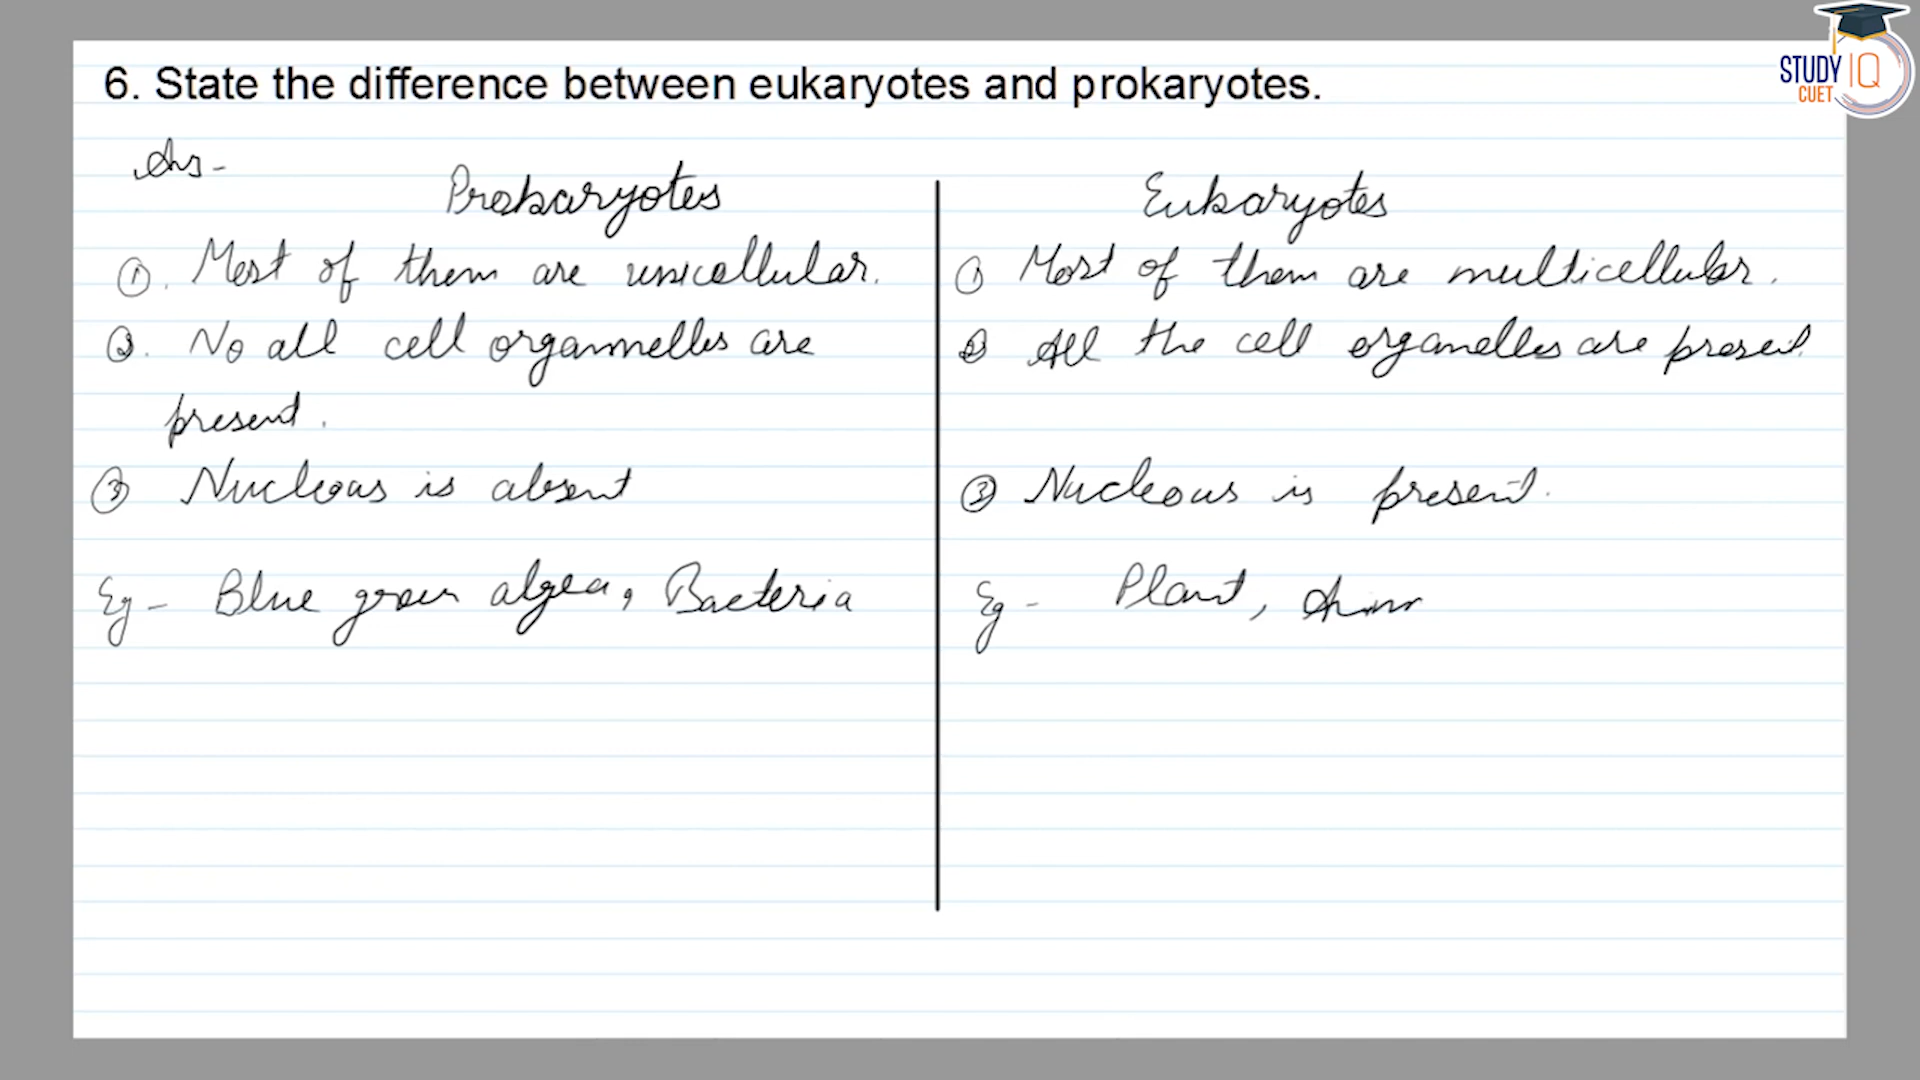 6. State the difference between eukaryotes and prokaryotes.
STUDY IQ
CUET
Ans -
Prokaryotes
① . Most of them are unicellular.
②. No all cell organnelles are
present.
③ Nucleous is absent
Eg - Blue green algea, Bacteria
Eukaryotes
① Most of them are multicellular.
② All the cell organelles are present.
③ Nucleous is present.
Eg - Plant,